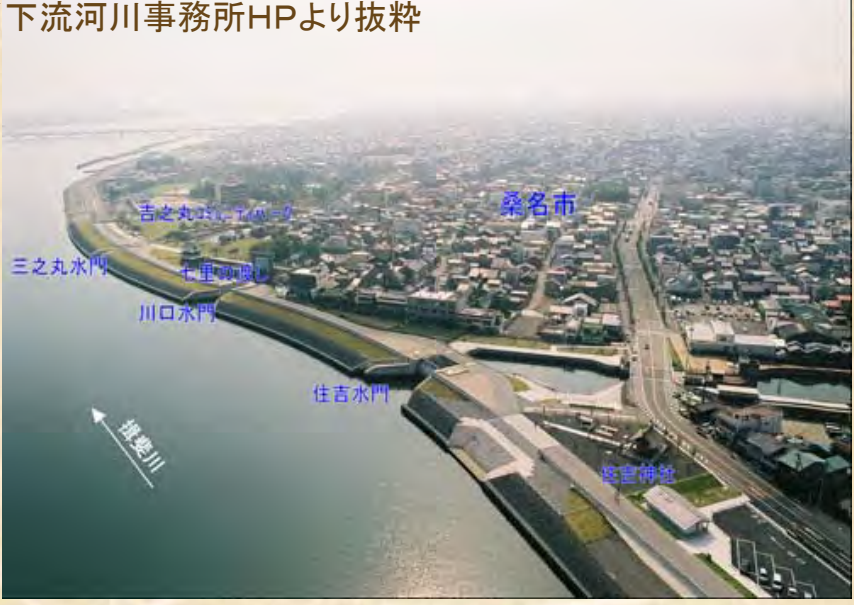 下流河川事務所HPより抜粋
桑名市
吉之丸コミュニティパーク
三之丸水門
七里の渡し
川口水門
住吉水門
揖斐川
住吉神社